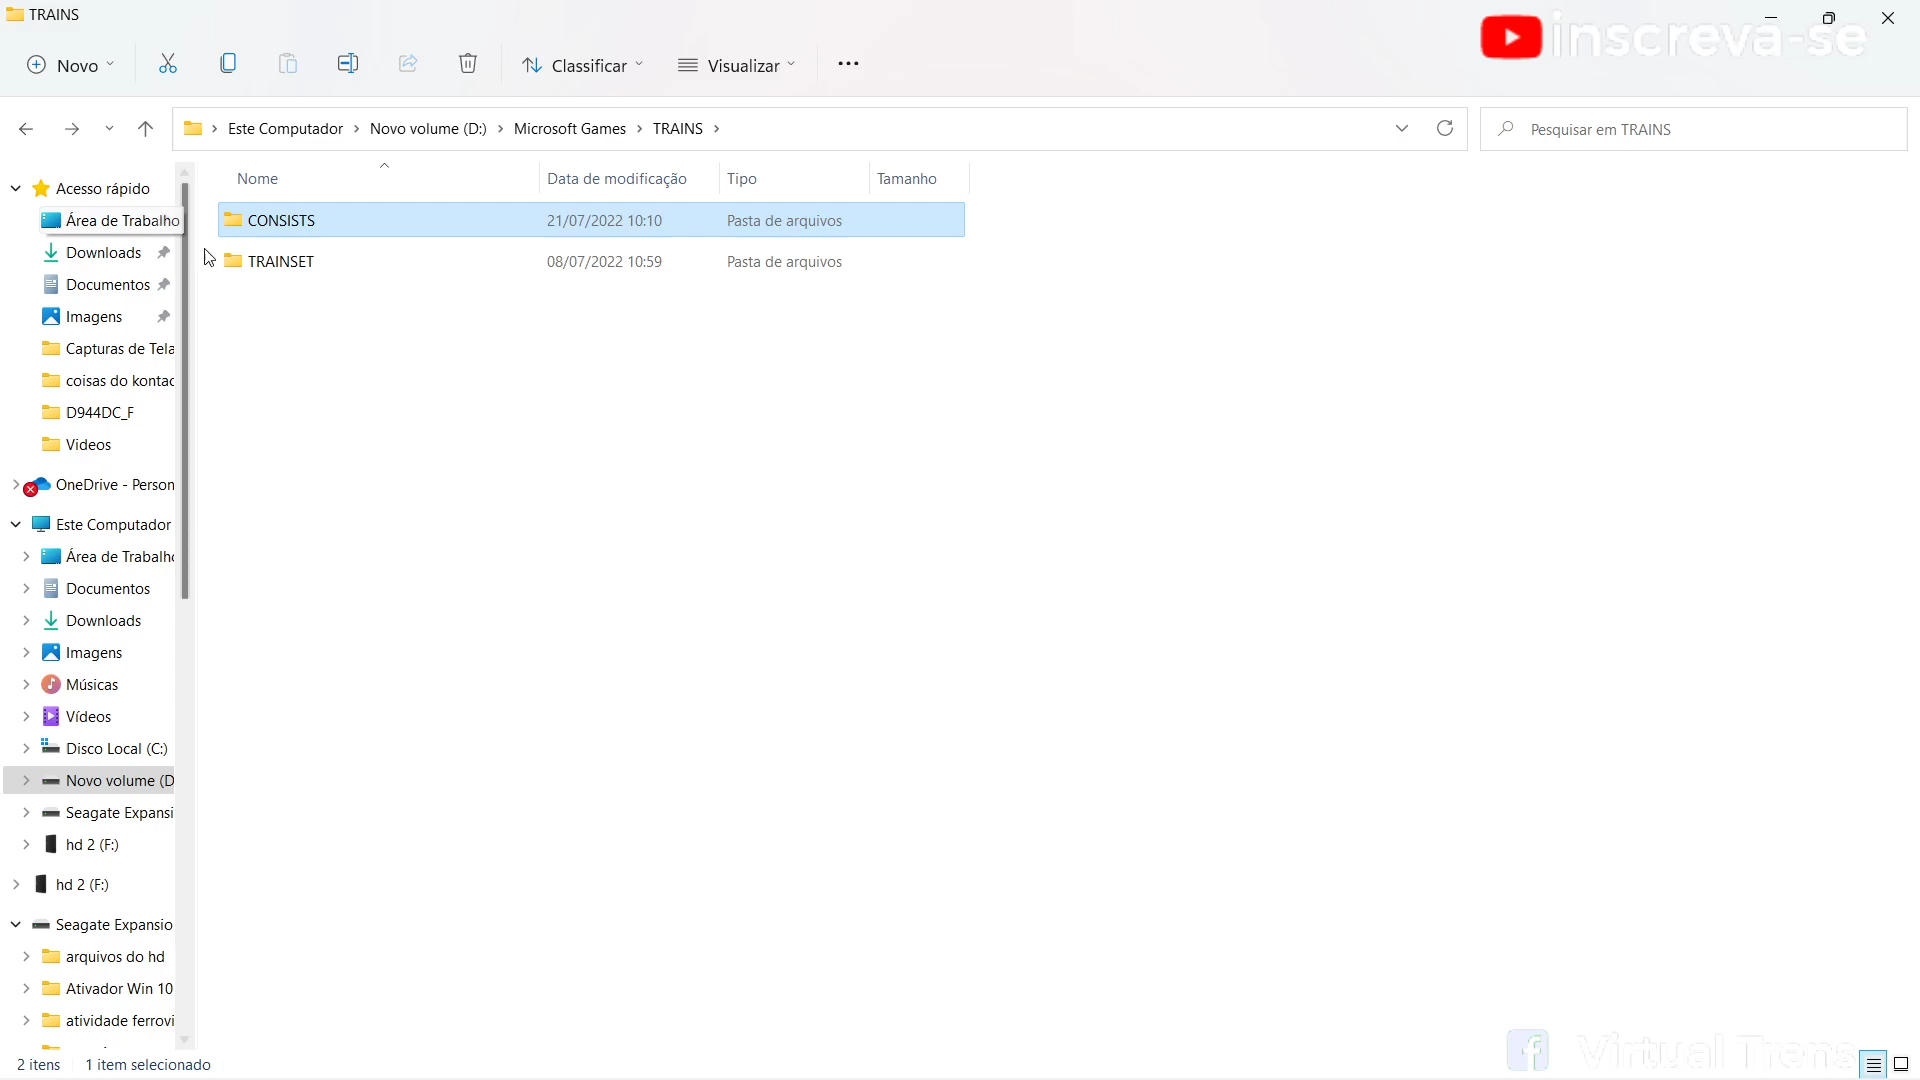 TRAINS
inscreva-se
Novo
Classificar
Visualizar
Este Computador > Novo volume (D:) > Microsoft Games > TRAINS >
Pesquisar em TRAINS
Nome Data de modificação Tipo Tamanho
CONSISTS 21/07/2022 10:10 Pasta de arquivos
TRAINSET 08/07/2022 10:59 Pasta de arquivos
Acesso rápido
Área de Trabalho
Downloads
Documentos
Imagens
Capturas de Tela
coisas do kontac
D944DC_F
Videos
OneDrive - Person
Este Computador
Área de Trabalho
Documentos
Downloads
Imagens
Músicas
Vídeos
Disco Local (C:)
Novo volume (D
Seagate Expansi
hd 2 (F:)
hd 2 (F:)
Seagate Expansio
arquivos do hd
Ativador Win 10
atividade ferrovi
2 itens
1 item selecionado
Virtual Trens